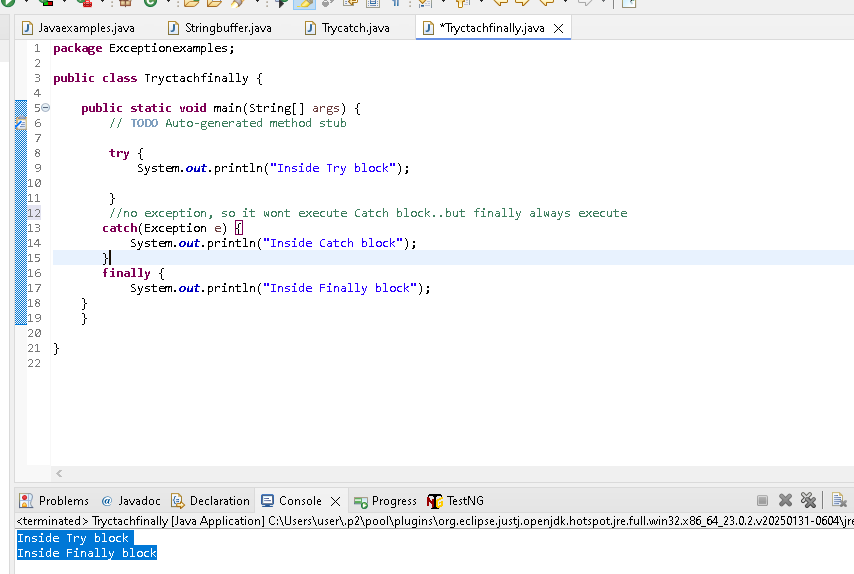 Javaexamples.java Stringbuffer.java Trycatch.java *Tryctachfinally.java
1 package Exceptionexamples;
2
3 public class Tryctachfinally {
4
5 public static void main(String[] args) {
6 // TODO Auto-generated method stub
7
8 try {
9 System.out.println("Inside Try block");
10
11 }
12 //no exception, so it wont execute Catch block..but finally always execute
13 catch(Exception e) {
14 System.out.println("Inside Catch block");
15 }
16 finally {
17 System.out.println("Inside Finally block");
18 }
19 }
20
21 }
22
Problems @ Javadoc Declaration Console Progress TestNG
<terminated> Tryctachfinally [Java Application] C:\Users\user\.p2\pool\plugins\org.eclipse.justj.openjdk.hotspot.jre.full.win32.x86_64_23.0.2.v20250131-0604\jre
Inside Try block
Inside Finally block